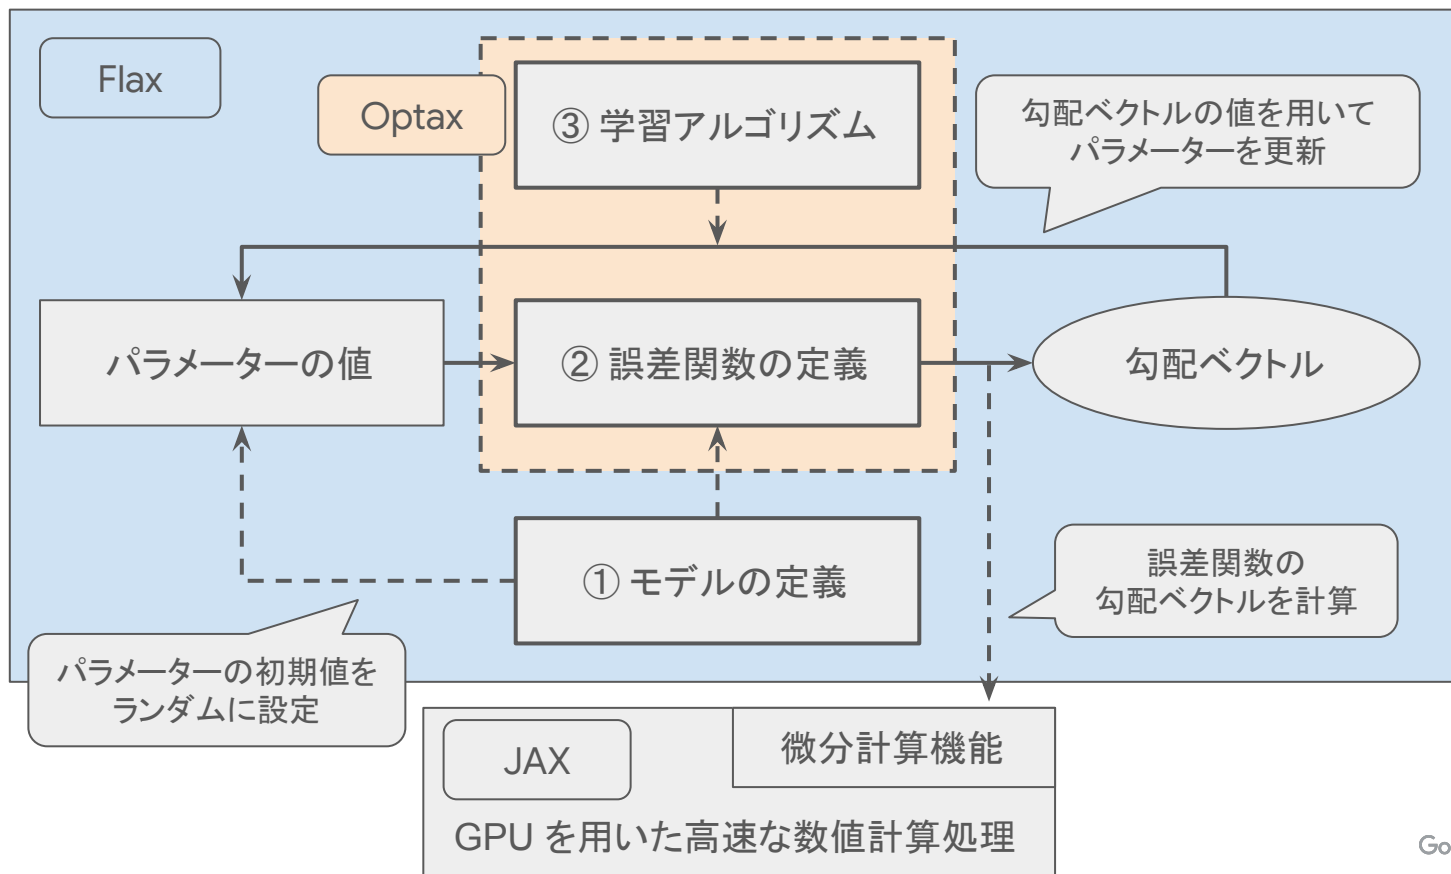 Flax
Optax
③ 学習アルゴリズム
勾配ベクトルの値を用いて
パラメーターを更新
パラメーターの値
② 誤差関数の定義
勾配ベクトル
① モデルの定義
誤差関数の
勾配ベクトルを計算
パラメーターの初期値を
ランダムに設定
JAX
微分計算機能
GPU を用いた高速な数値計算処理